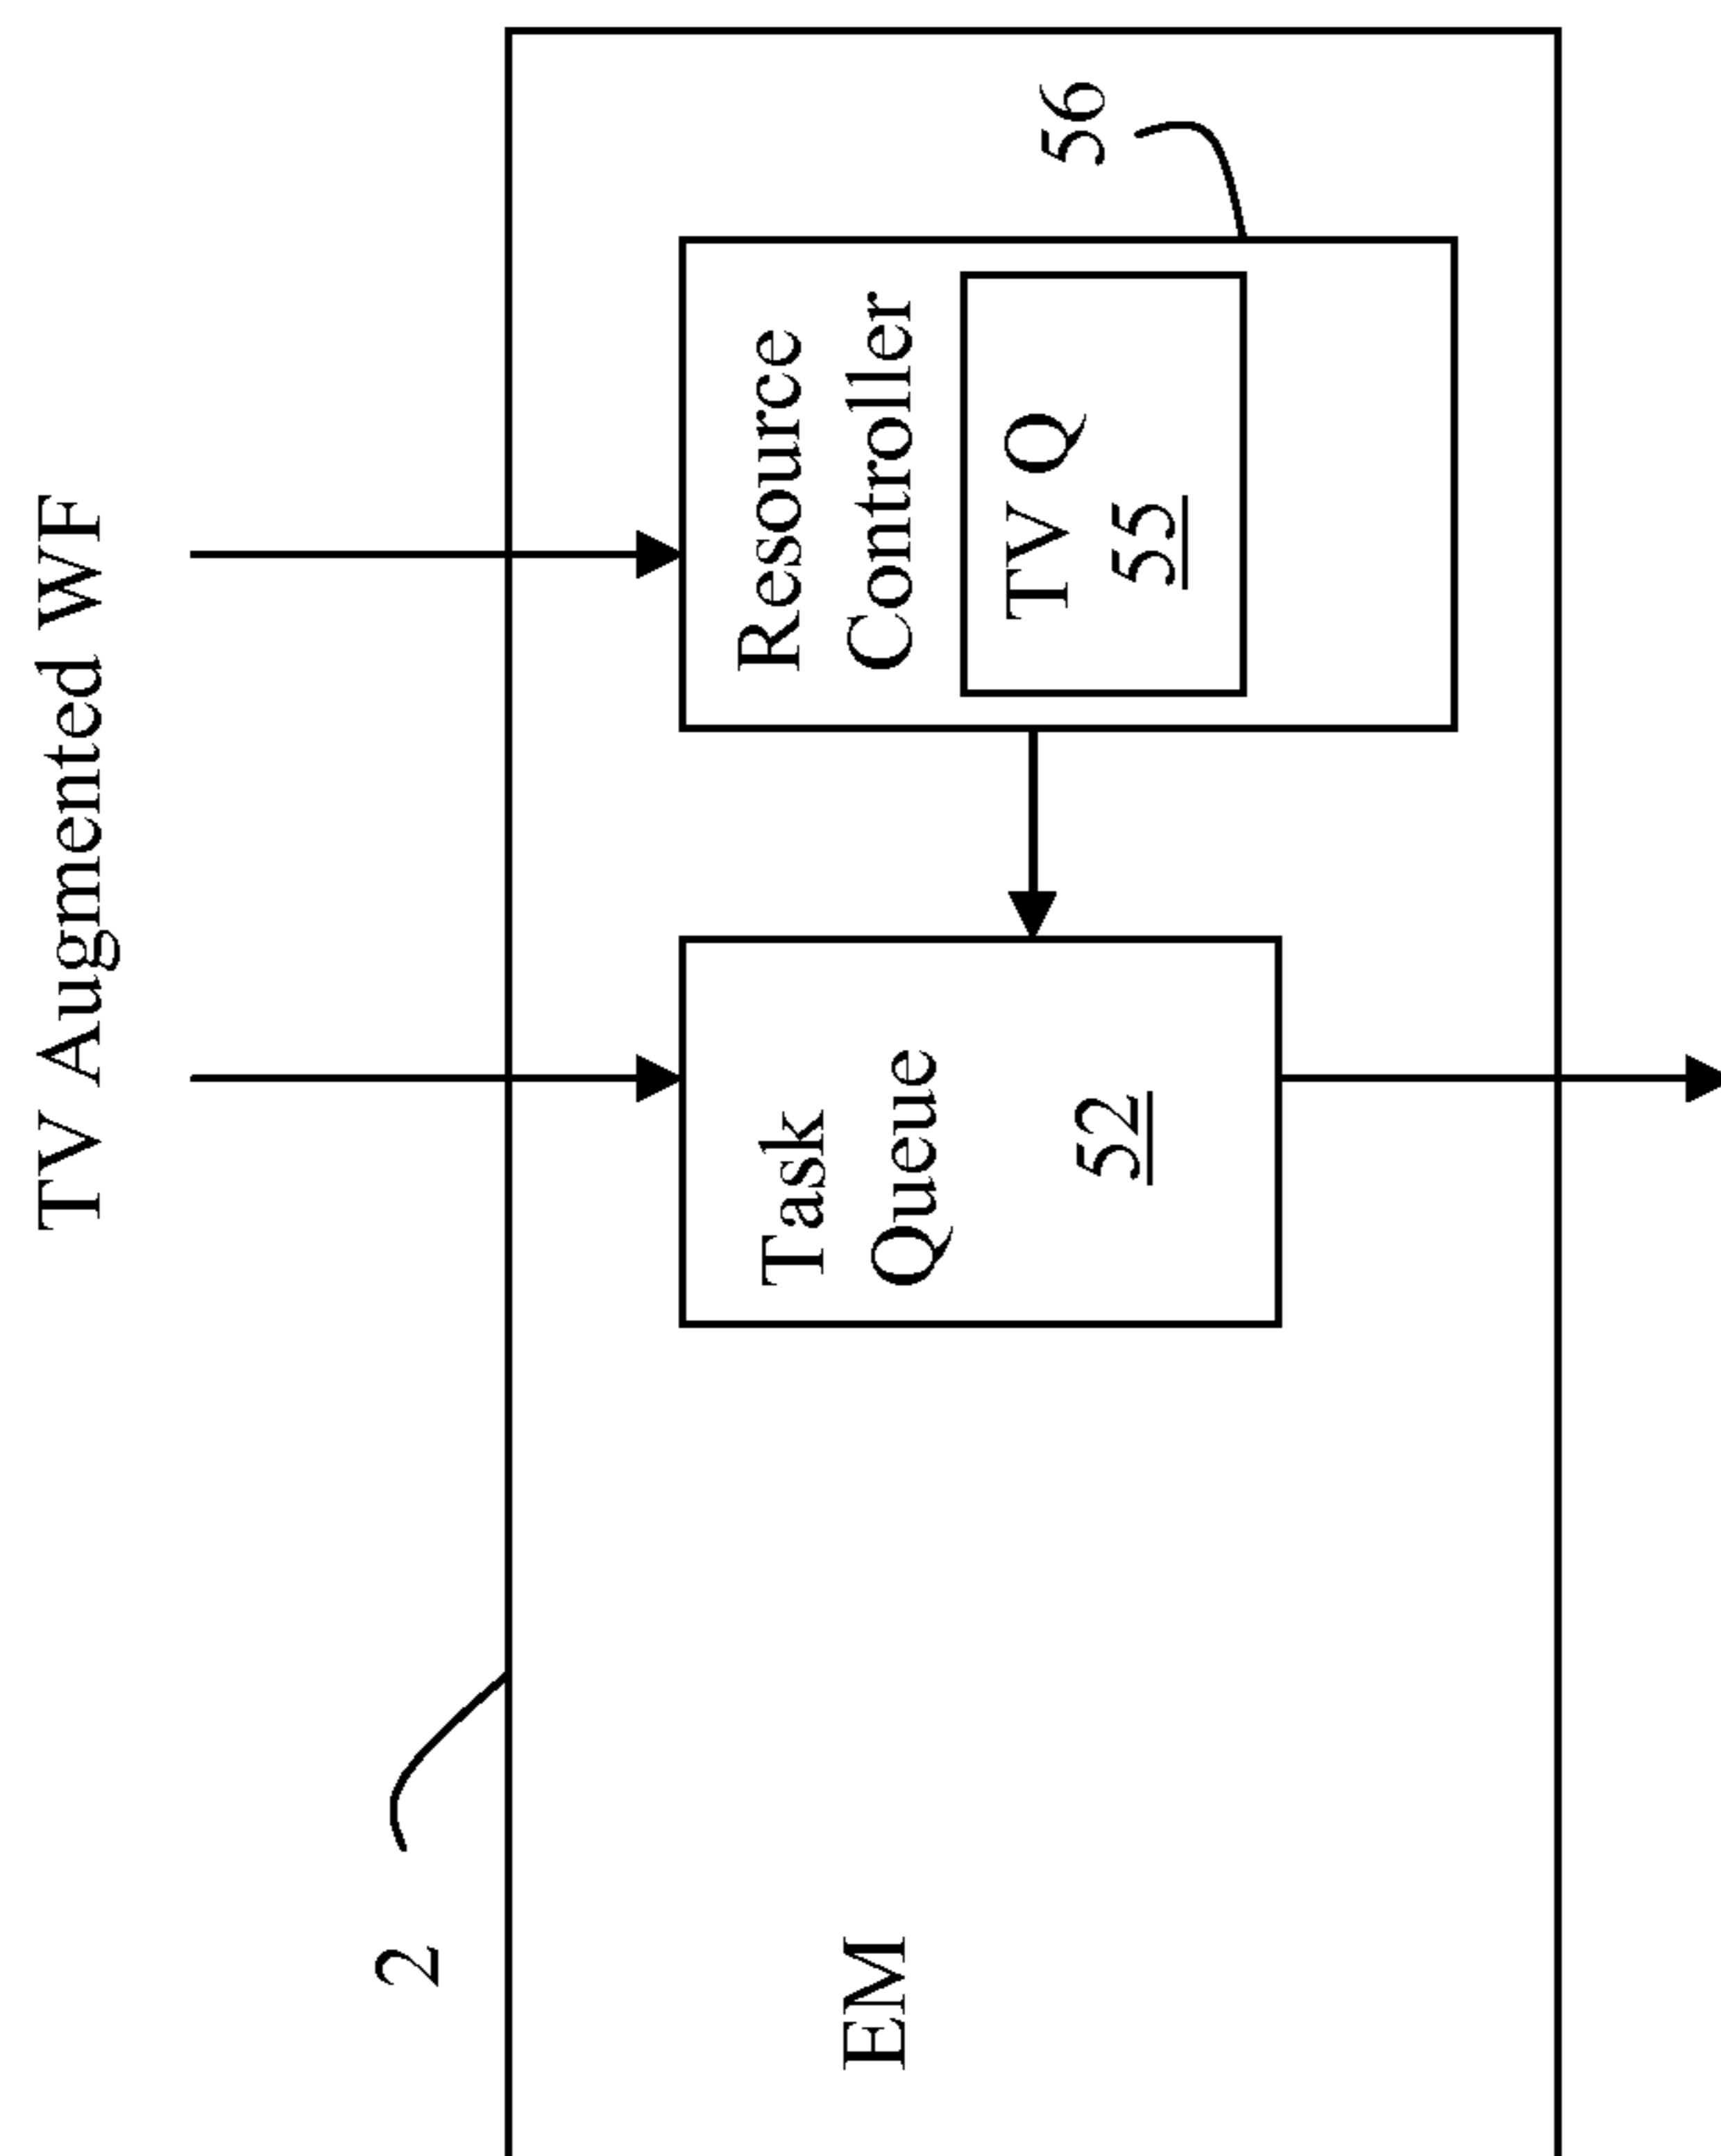 TV Augmented WF
2
EM
Task
Queue
52
Resource
Controller
TV Q
55
56